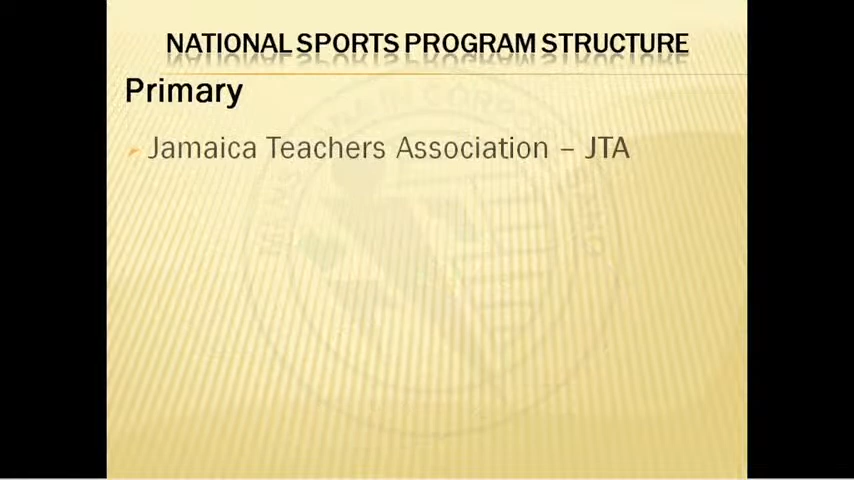 NATIONAL SPORTS PROGRAM STRUCTURE
Primary
Jamaica Teachers Association – JTA